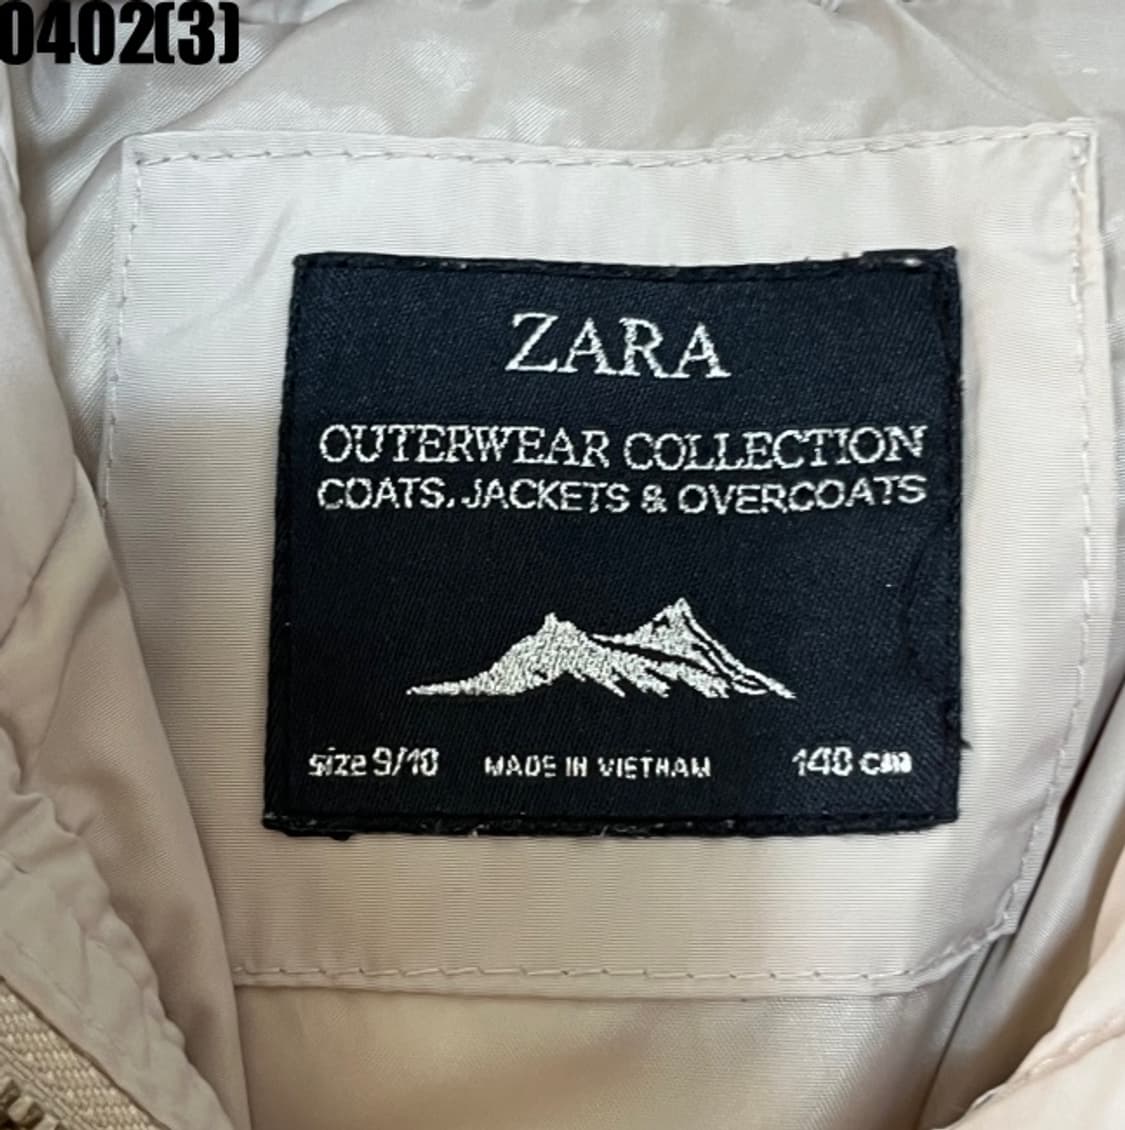 0402(3)
ZARA
OUTERWEAR COLLECTION
COATS, JACKETS & OVERCOATS
size 9/10 MADE IN VIETNAM 140 cm